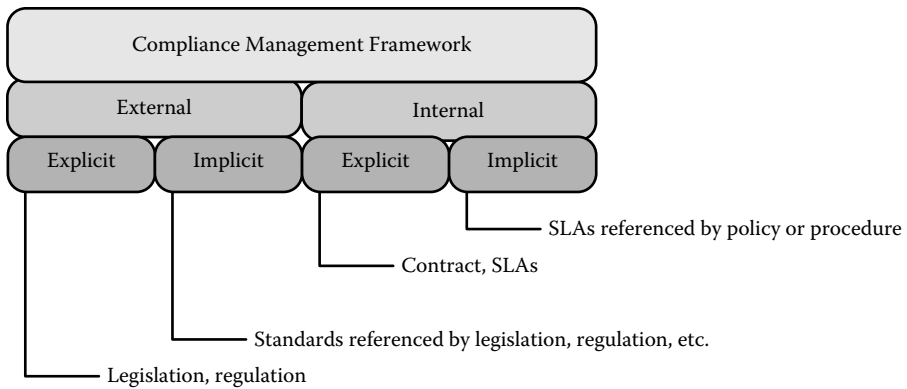 Compliance Management Framework
External
Internal
Explicit
Implicit
Explicit
Implicit
SLAs referenced by policy or procedure
Contract, SLAs
Standards referenced by legislation, regulation, etc.
Legislation, regulation